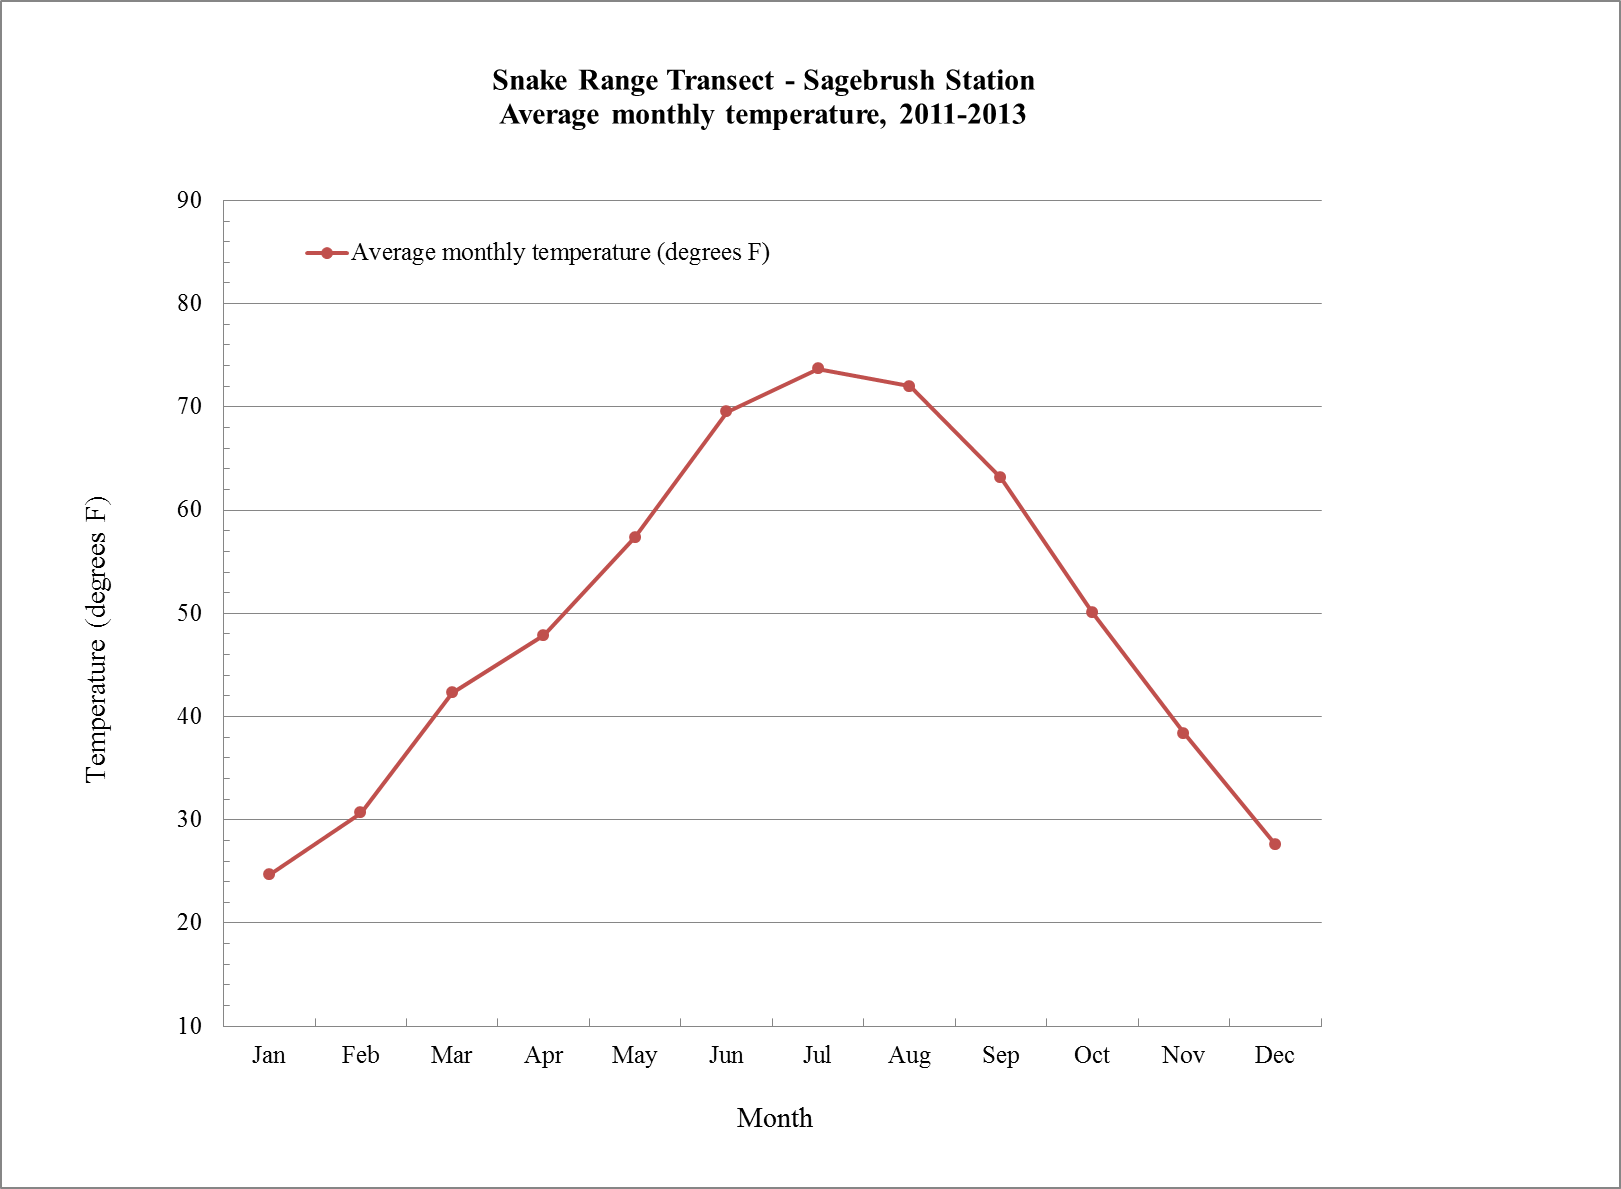 Snake Range Transect - Sagebrush Station
Average monthly temperature, 2011-2013
90
Average monthly temperature (degrees F)
80
70
60
50
40
30
20
10
Temperature (degrees F)
Jan Feb Mar Apr May Jun Jul Aug Sep Oct Nov Dec
Month